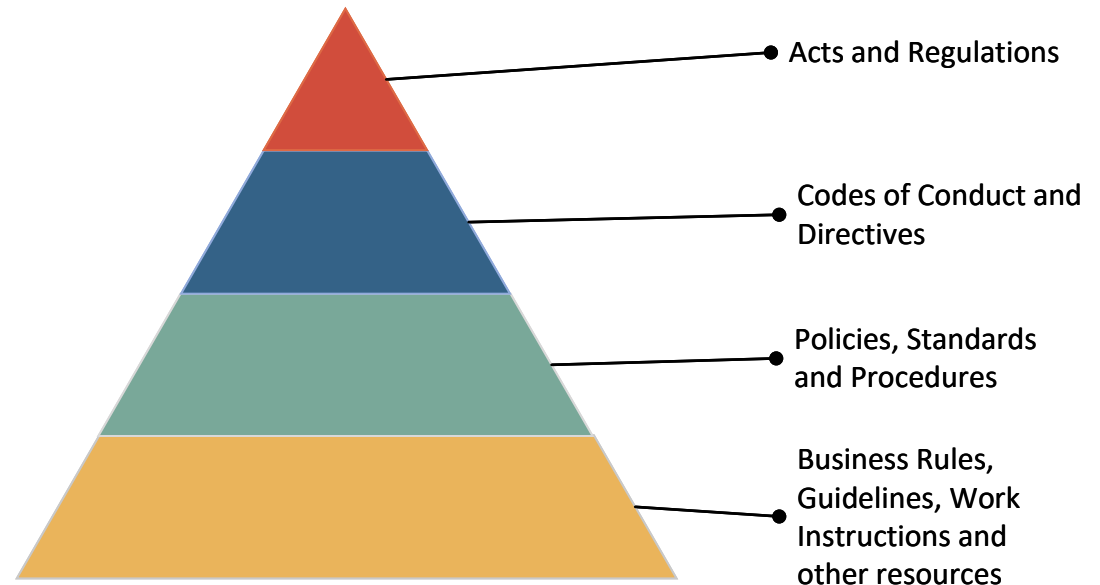 Acts and Regulations
Codes of Conduct and
Directives
Policies, Standards
and Procedures
Business Rules,
Guidelines, Work
Instructions and
other resources